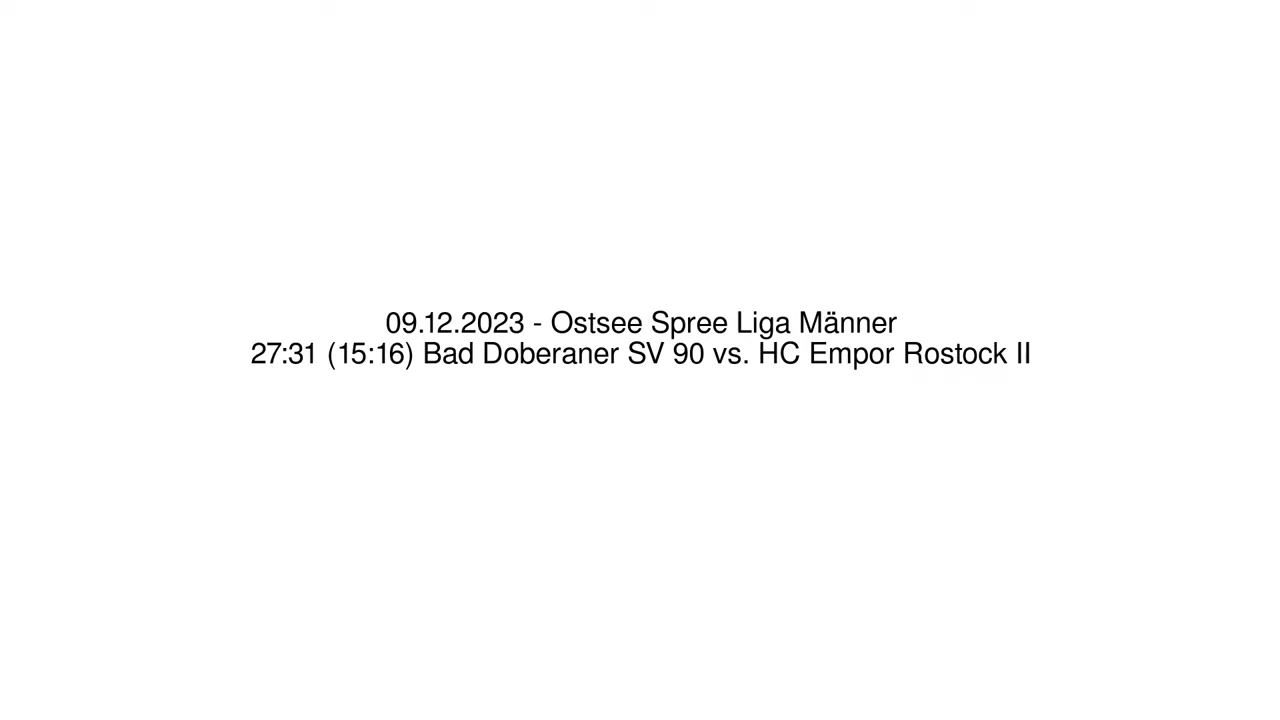 09.12.2023 - Ostsee Spree Liga Männer
27:31 (15:16) Bad Doberaner SV 90 vs. HC Empor Rostock II